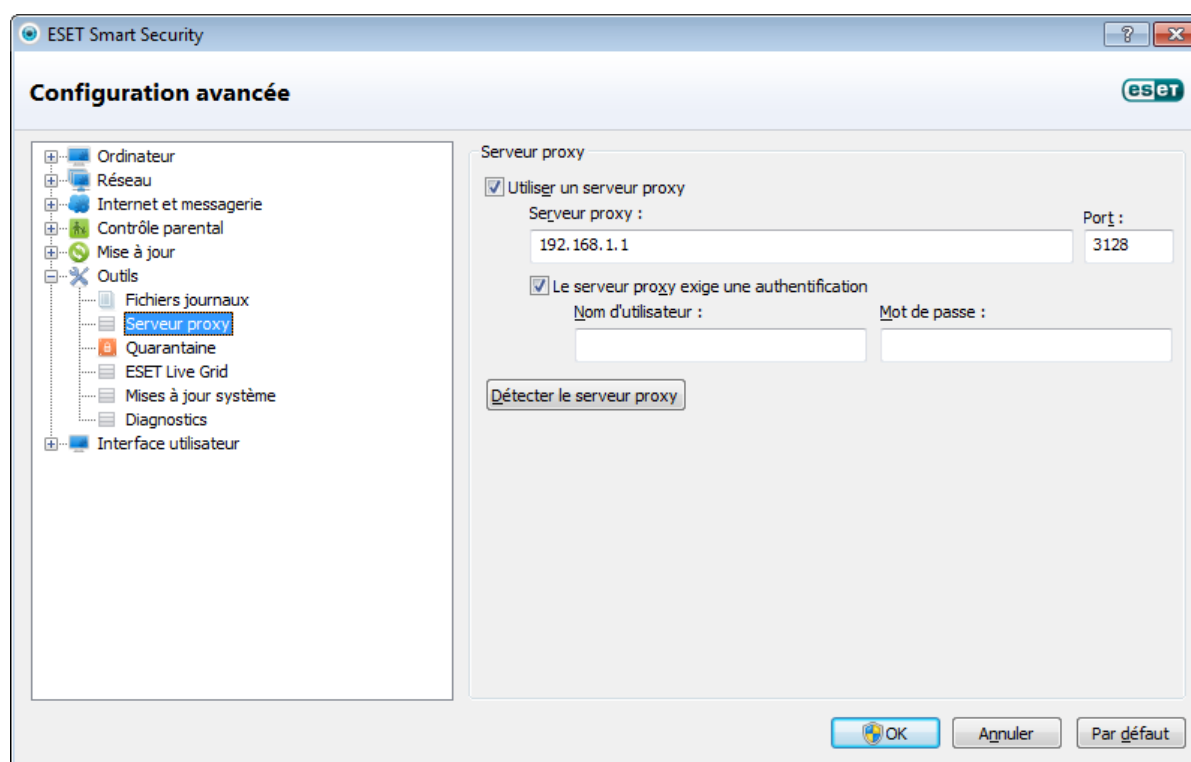 ESET Smart Security
Configuration avancée
eseT
Ordinateur
Réseau
Internet et messagerie
Contrôle parental
Mise à jour
Outils
Fichiers journaux
Serveur proxy
Quarantaine
ESET Live Grid
Mises à jour système
Diagnostics
Interface utilisateur
Serveur proxy
Utiliser un serveur proxy
Serveur proxy :
Port :
192.168.1.1
3128
Le serveur proxy exige une authentification
Nom d'utilisateur :
Mot de passe :
Détecter le serveur proxy
OK
Annuler
Par défaut